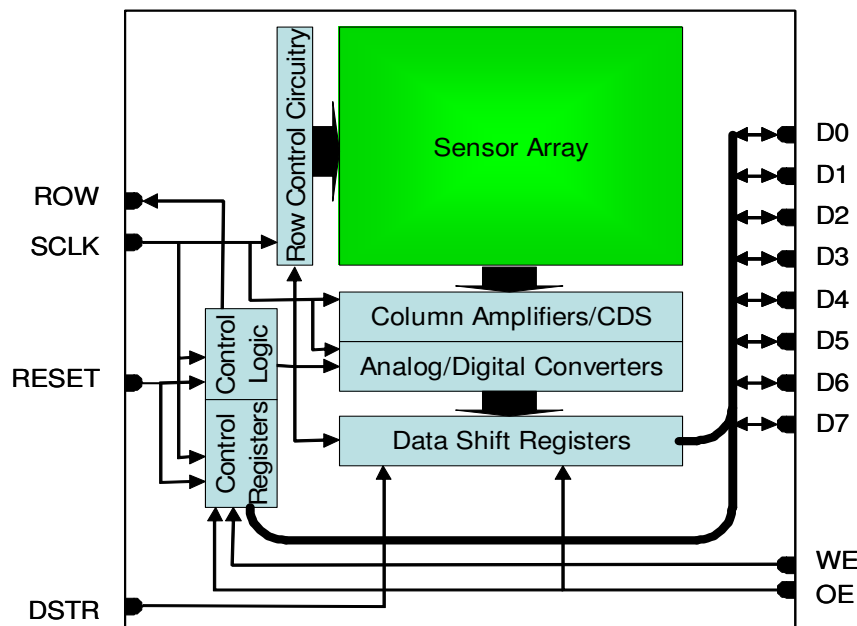 Row Control Circuitry
Sensor Array
D0
D1
D2
D3
D4
D5
D6
D7
ROW
SCLK
RESET
Column Amplifiers/CDS
Analog/Digital Converters
Control
Logic
Control
Registers
Data Shift Registers
WE
OE
DSTR